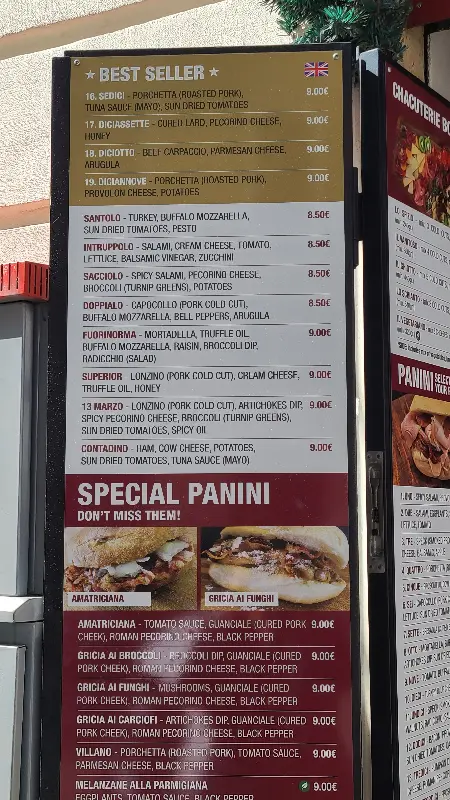 BEST SELLER
16. SEDICI - PORCHETTA (ROASTED PORK), 9.00€
TUNA SAUCE (MAYO), SUN DRIED TOMATOES
17. DICIASSETTE - CURED LARD, PECORINO CHEESE, 9.00€
HONEY
18. DICIOTTO - BEEF CARPACCIO, PARMESAN CHEESE, 9.00€
ARUGULA
19. DIGIANNOVE - PORCHETTA (ROASTED PORK), 9.00€
PROVOLON CHEESE, POTATOES
SANTOLO - TURKEY, BUFFALO MOZZARELLA, 8.50€
SUN DRIED TOMATOES, PESTO
INTRUPPOLO - SALAMI, CREAM CHEESE, TOMATO, 8.50€
LETTUCE, BALSAMIC VINEGAR, ZUCCHINI
SACCIOLO - SPICY SALAMI, PECORINO CHEESE, 8.50€
BROCCOLI (TURNIP GREENS), POTATOES
DOPPIALO - CAPOCOLLO (PORK COLD CUT), 8.50€
BUFFALO MOZZARELLA, BELL PEPPERS, ARUGULA
FUORINORMA - MORTADELLA, TRUFFLE OIL, 9.00€
BUFFALO MOZZARELLA, RAISIN, BROCCOLI DIP,
RADICCHIO (SALAD)
SUPERIOR - LONZINO (PORK COLD CUT), CREAM CHEESE, 9.00€
TRUFFLE OIL, HONEY
13 MARZO - LONZINO (PORK COLD CUT), ARTICHOKES DIP, 9.00€
SPICY PECORINO CHEESE, BROCCOLI (TURNIP GREENS),
SUN DRIED TOMATOES, SPICY OIL
CONTADINO - HAM, COW CHEESE, POTATOES, 9.00€
SUN DRIED TOMATOES, TUNA SAUCE (MAYO)
SPECIAL PANINI
DON'T MISS THEM!
AMATRICIANA
GRICIA AI FUNGHI
AMATRICIANA - TOMATO SAUCE, GUANCIALE (CURED PORK 9.00€
CHEEK), ROMAN PECORINO CHEESE, BLACK PEPPER
GRICIA AI BROCCOLI - BROCCOLI DIP, GUANCIALE (CURED 9.00€
PORK CHEEK), ROMAN PECORINO CHEESE, BLACK PEPPER
GRICIA AI FUNGHI - MUSHROOMS, GUANCIALE (CURED 9.00€
PORK CHEEK), ROMAN PECORINO CHEESE, BLACK PEPPER
GRICIA AI CARCIOFI - ARTICHOKES DIP, GUANCIALE (CURED 9.00€
PORK CHEEK), ROMAN PECORINO CHEESE, BLACK PEPPER
VILLANO - PORCHETTA (ROASTED PORK), TOMATO SAUCE, 9.00€
PARMESAN CHEESE, BLACK PEPPER
MELANZANE ALLA PARMIGIANA 9.00€
EGGPLANTS, TOMATO SAUCE, BLACK PEPPER
CHACUTERIE
PANINI